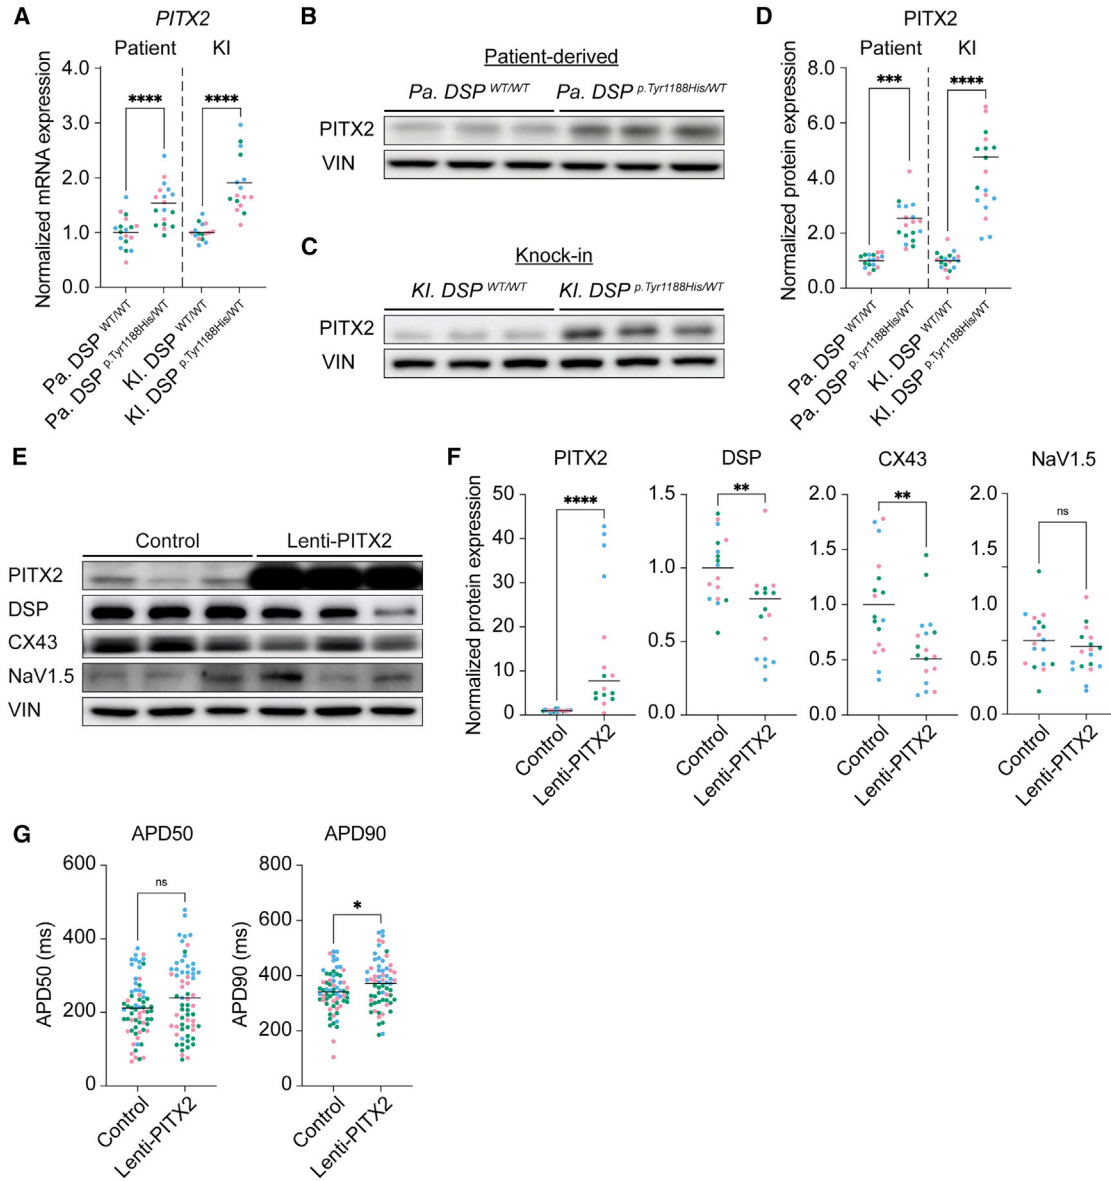 A
PITX2
Patient KI
Normalized mRNA expression
4.0
3.0
2.0
1.0
0.0
**** ****
Pa. DSP WT/WT
Pa. DSP p.Tyr1188His/WT
KI. DSP WT/WT
KI. DSP p.Tyr1188His/WT
B
Patient-derived
Pa. DSP WT/WT Pa. DSP p.Tyr1188His/WT
PITX2
VIN
C
Knock-in
KI. DSP WT/WT KI. DSP p.Tyr1188His/WT
PITX2
VIN
D
PITX2
Patient KI
Normalized protein expression
8.0
6.0
4.0
2.0
0.0
*** ****
Pa. DSP WT/WT
Pa. DSP p.Tyr1188His/WT
KI. DSP WT/WT
KI. DSP p.Tyr1188His/WT
E
Control Lenti-PITX2
PITX2
DSP
CX43
NaV1.5
VIN
F
Normalized protein expression
PITX2
50
40
30
20
10
0
****
Control
Lenti-PITX2
DSP
1.5
1.0
0.5
0.0
**
Control
Lenti-PITX2
CX43
2.0
1.5
1.0
0.5
0.0
**
Control
Lenti-PITX2
NaV1.5
2.0
1.5
1.0
0.5
0.0
ns
Control
Lenti-PITX2
G
APD50
APD50 (ms)
600
400
200
0
ns
Control
Lenti-PITX2
APD90
APD90 (ms)
800
600
400
200
0
*
Control
Lenti-PITX2